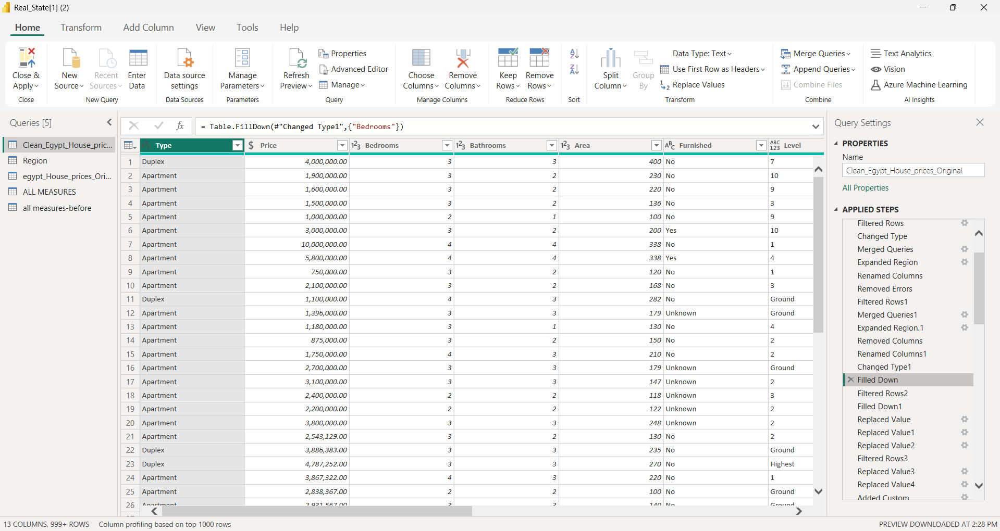 Real_State[1] (2)
Home Transform Add Column View Tools Help
Close & Apply
Close
New Source
Recent Sources
Enter Data
New Query
Data source settings
Data Sources
Manage Parameters
Parameters
Refresh Preview
Properties
Advanced Editor
Manage
Query
Choose Columns
Remove Columns
Manage Columns
Keep Rows
Remove Rows
Reduce Rows
Sort
Split Column
Group By
Data Type: Text
Use First Row as Headers
Replace Values
Transform
Merge Queries
Append Queries
Combine Files
Combine
Text Analytics
Vision
Azure Machine Learning
AI Insights
Queries [5]
Clean_Egypt_House_pric...
Region
egypt_House_prices_Ori...
ALL MEASURES
all measures-before
fx = Table.FillDown(#"Changed Type1",{"Bedrooms"})
Type $ Price 123 Bedrooms 123 Bathrooms 123 Area ABC Furnished ABC 123 Level
1 Duplex 4,000,000.00 3 3 400 No 7
2 Apartment 1,900,000.00 3 2 230 No 10
3 Apartment 1,600,000.00 3 2 220 No 9
4 Apartment 1,500,000.00 3 2 136 No 3
5 Apartment 1,000,000.00 2 1 100 No 9
6 Apartment 3,000,000.00 3 2 200 Yes 10
7 Apartment 10,000,000.00 4 4 338 No 1
8 Apartment 5,800,000.00 4 4 338 Yes 4
9 Apartment 750,000.00 3 2 120 No 1
10 Apartment 2,100,000.00 3 2 168 No 3
11 Duplex 1,100,000.00 4 3 282 No Ground
12 Apartment 1,396,000.00 3 3 179 Unknown Ground
13 Apartment 1,180,000.00 3 1 130 No 4
14 Apartment 875,000.00 3 2 150 No 2
15 Apartment 1,750,000.00 4 3 210 No 2
16 Apartment 2,700,000.00 3 3 179 Unknown Ground
17 Apartment 3,100,000.00 3 3 147 Unknown 2
18 Apartment 2,400,000.00 2 2 118 Unknown 3
19 Apartment 2,200,000.00 2 2 122 Unknown 2
20 Apartment 3,800,000.00 3 3 248 Unknown 2
21 Apartment 2,543,129.00 3 2 130 No 2
22 Duplex 3,886,383.00 3 3 235 No Ground
23 Duplex 4,787,252.00 3 3 270 No Highest
24 Apartment 3,867,322.00 4 3 220 No 1
25 Apartment 2,838,367.00 2 2 100 No Ground
26 Apartment 2,931,567.00 140 No Ground
Query Settings
PROPERTIES
Name
Clean_Egypt_House_prices_Original
All Properties
APPLIED STEPS
Filtered Rows
Changed Type
Merged Queries
Expanded Region
Renamed Columns
Removed Errors
Filtered Rows1
Merged Queries1
Expanded Region.1
Removed Columns
Renamed Columns1
Changed Type1
Filled Down
Filtered Rows2
Filled Down1
Replaced Value
Replaced Value1
Replaced Value2
Filtered Rows3
Replaced Value3
Replaced Value4
Added Custom
13 COLUMNS, 999+ ROWS Column profiling based on top 1000 rows
PREVIEW DOWNLOADED AT 2:28 PM